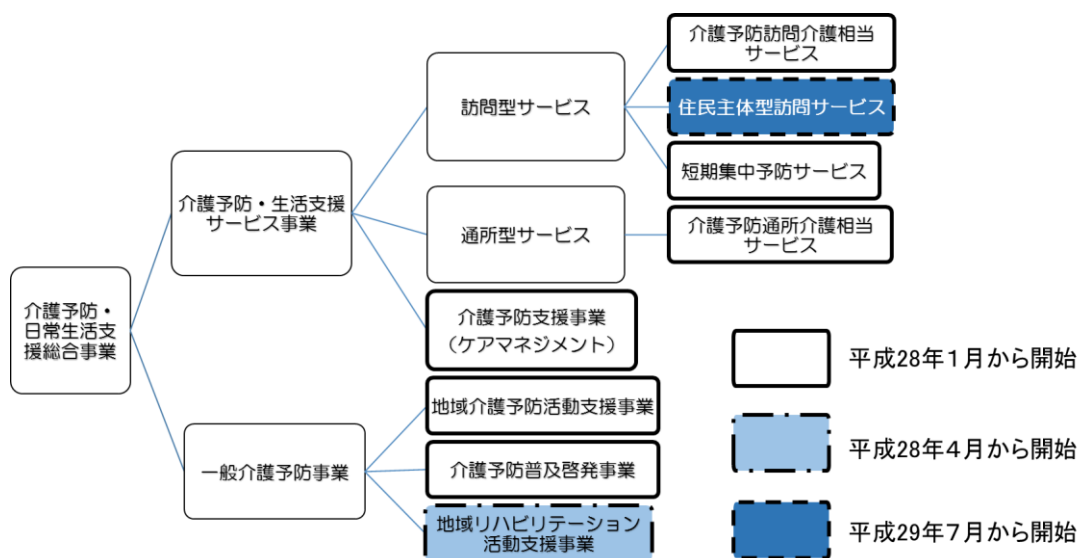 介護予防・
日常生活支
援総合事業
介護予防・生活支援
サービス事業
訪問型サービス
介護予防訪問介護相当
サービス
住民主体型訪問サービス
短期集中予防サービス
通所型サービス
介護予防通所介護相当
サービス
介護予防支援事業
（ケアマネジメント）
一般介護予防事業
地域介護予防活動支援事業
介護予防普及啓発事業
地域リハビリテーション
活動支援事業
平成28年１月から開始
平成28年４月から開始
平成29年７月から開始